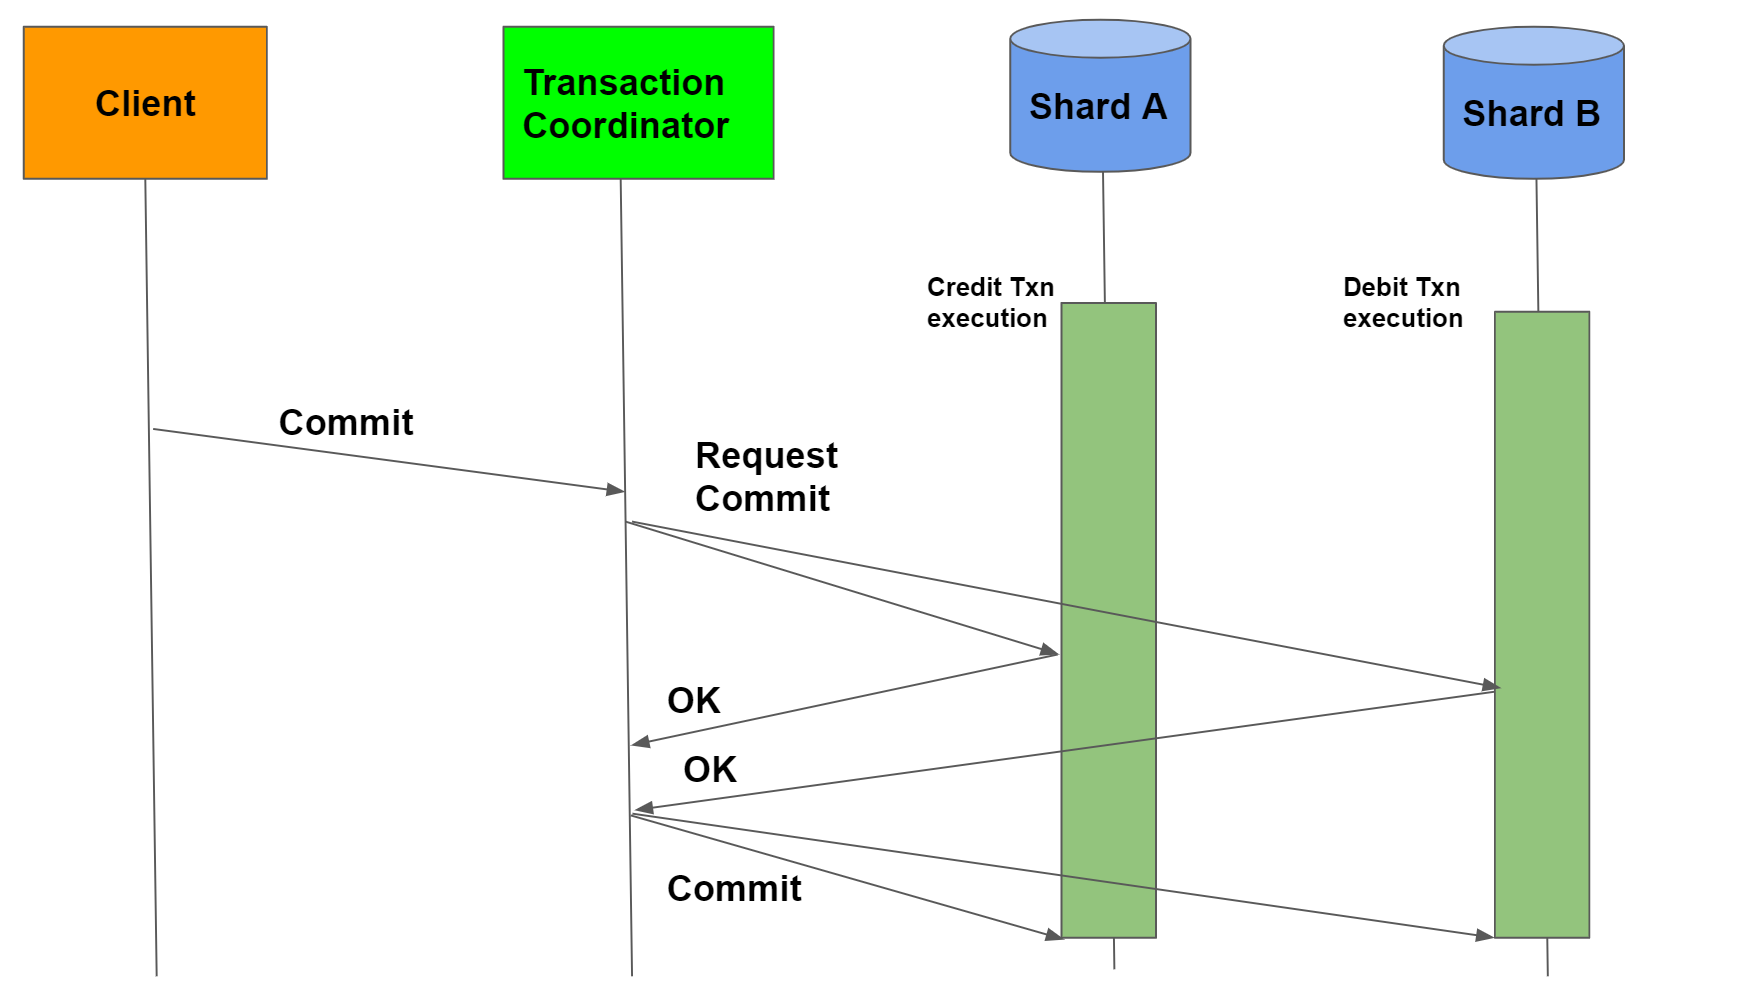 Client
Transaction
Coordinator
Shard A
Shard B
Credit Txn
execution
Debit Txn
execution
Commit
Request
Commit
OK
OK
Commit